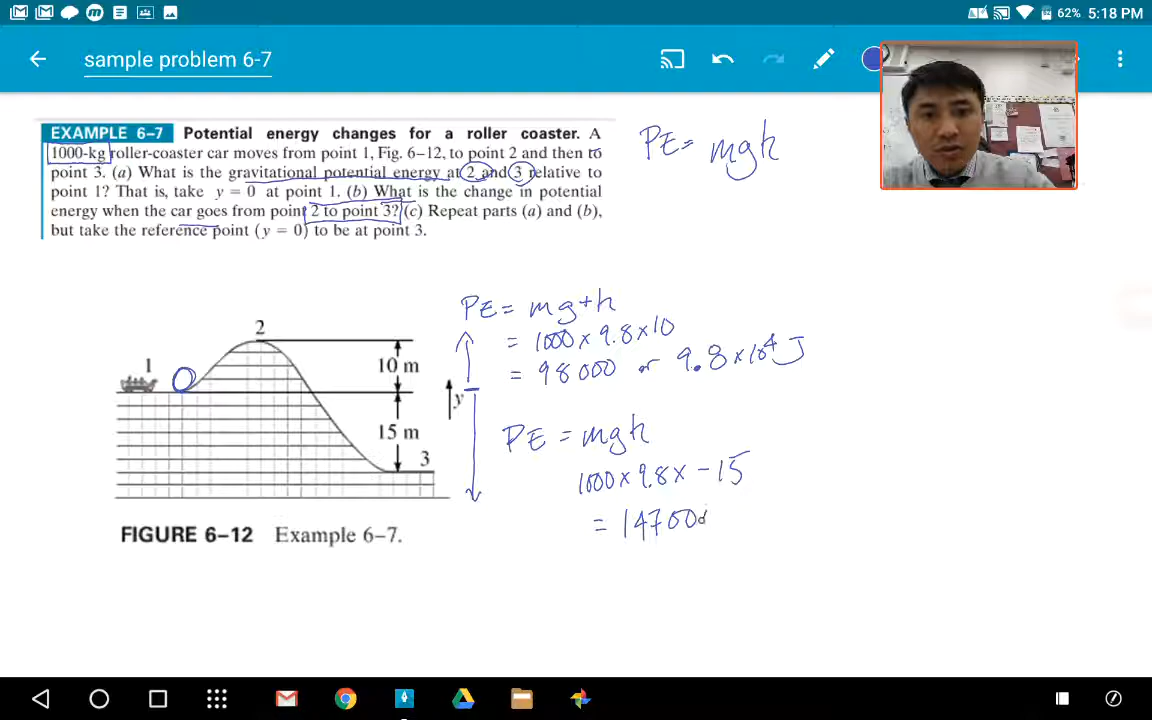 62% 5:18 PM
sample problem 6-7
EXAMPLE 6–7 Potential energy changes for a roller coaster. A
1000-kg roller-coaster car moves from point 1, Fig. 6–12, to point 2 and then to
point 3. (a) What is the gravitational potential energy at 2 and 3 relative to
point 1? That is, take y = 0 at point 1. (b) What is the change in potential
energy when the car goes from point 2 to point 3? (c) Repeat parts (a) and (b),
but take the reference point (y = 0) to be at point 3.
PE = mgh
PE = mg+h
= 1000 × 9.8 × 10
= 98000 or 9.8 × 10⁴ J
2
1
10 m
y
15 m
3
PE = mgh
1000 × 9.8 × -15
= 147000
FIGURE 6–12 Example 6–7.